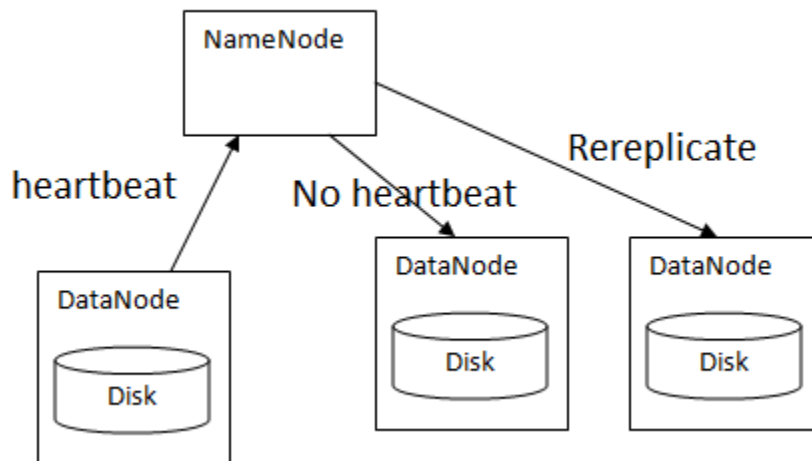 NameNode
Rereplicate
heartbeat
No heartbeat
DataNode
DataNode
DataNode
Disk
Disk
Disk